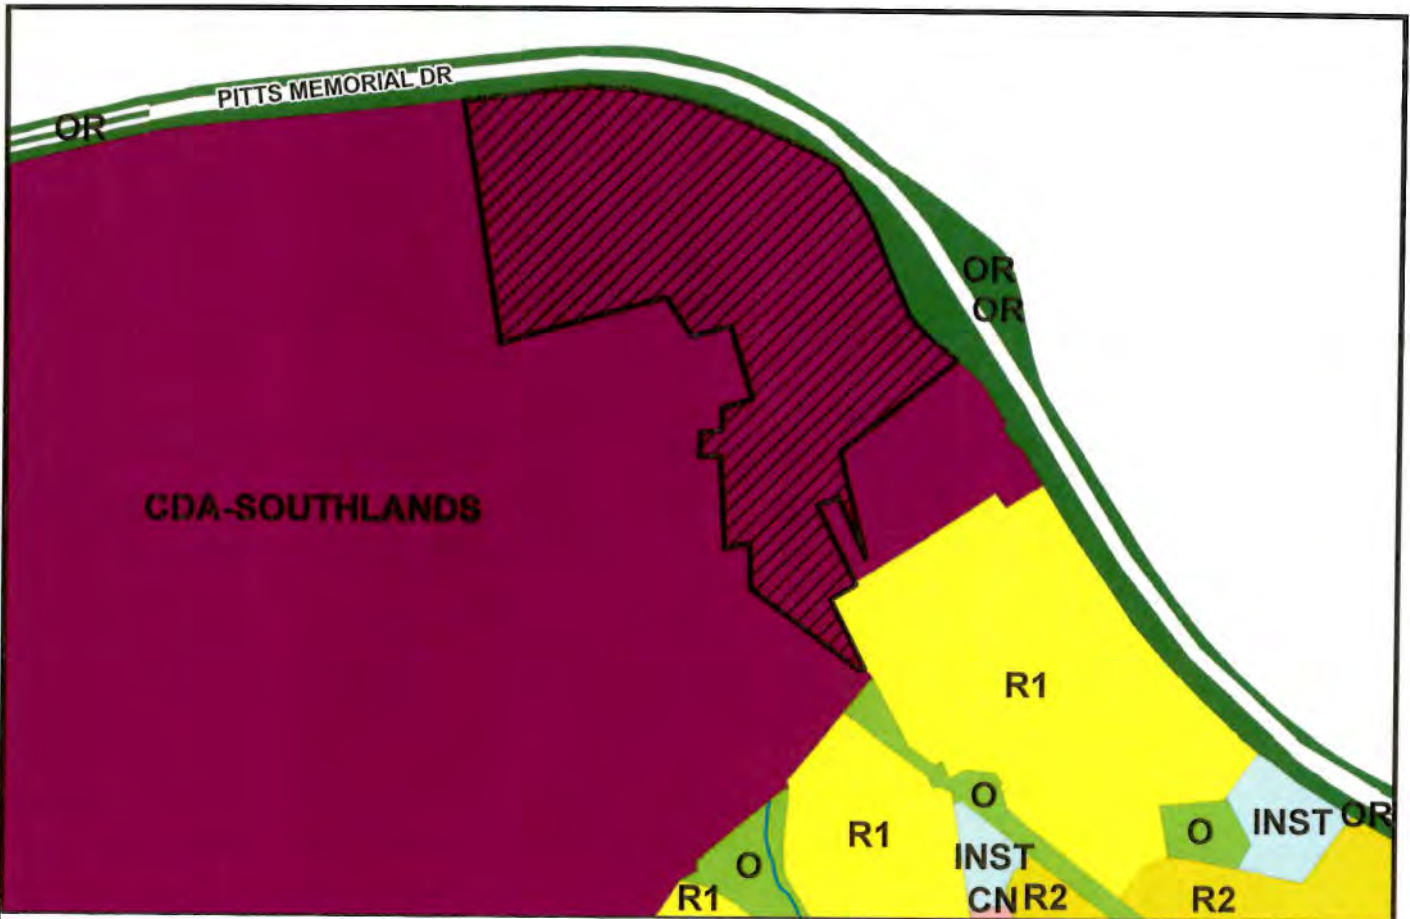 PITTS MEMORIAL DR
OR
OR
OR
CDA-SOUTHLANDS
R1
O
R1
O
INST
OR
INST
O
R1
CN
R2
R2